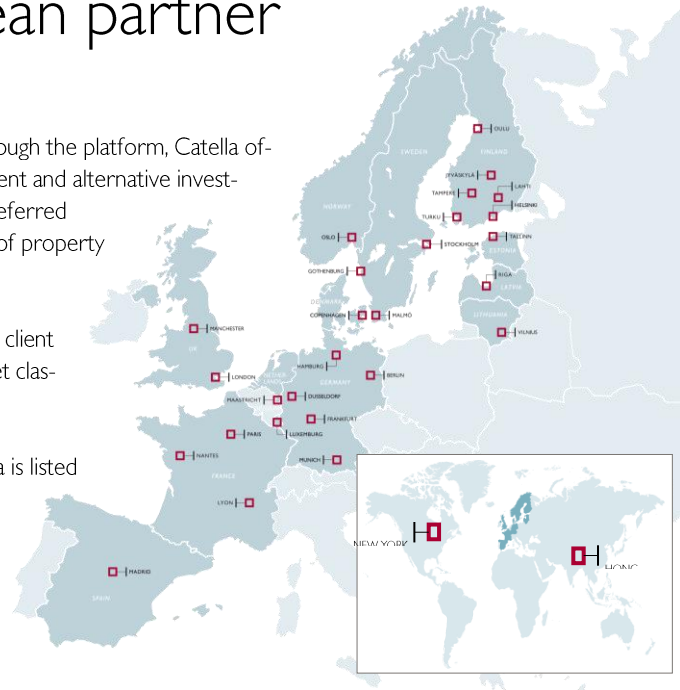 ean partner
ough the platform, Catella of-
ent and alternative invest-
eferred
of property
client
et clas-
a is listed
OULU
SWEDEN
FINLAND
JYVÄSKYLÄ
LAHTI
TAMPERE
HELSINKI
NORWAY
TURKU
OSLO
STOCKHOLM
TALLINN
ESTONIA
GOTHENBURG
RIGA
LATVIA
DENMARK
COPENHAGEN
MALMÖ
LITHUANIA
MANCHESTER
VILNIUS
UK
HAMBURG
LONDON
NETHER
LANDS
GERMANY
BERLIN
MAASTRICHT
DUSSELDORF
FRANKFURT
PARIS
LUXEMBURG
NANTES
MUNICH
FRANCE
LYON
NEW YORK
HONG
MADRID
SPAIN